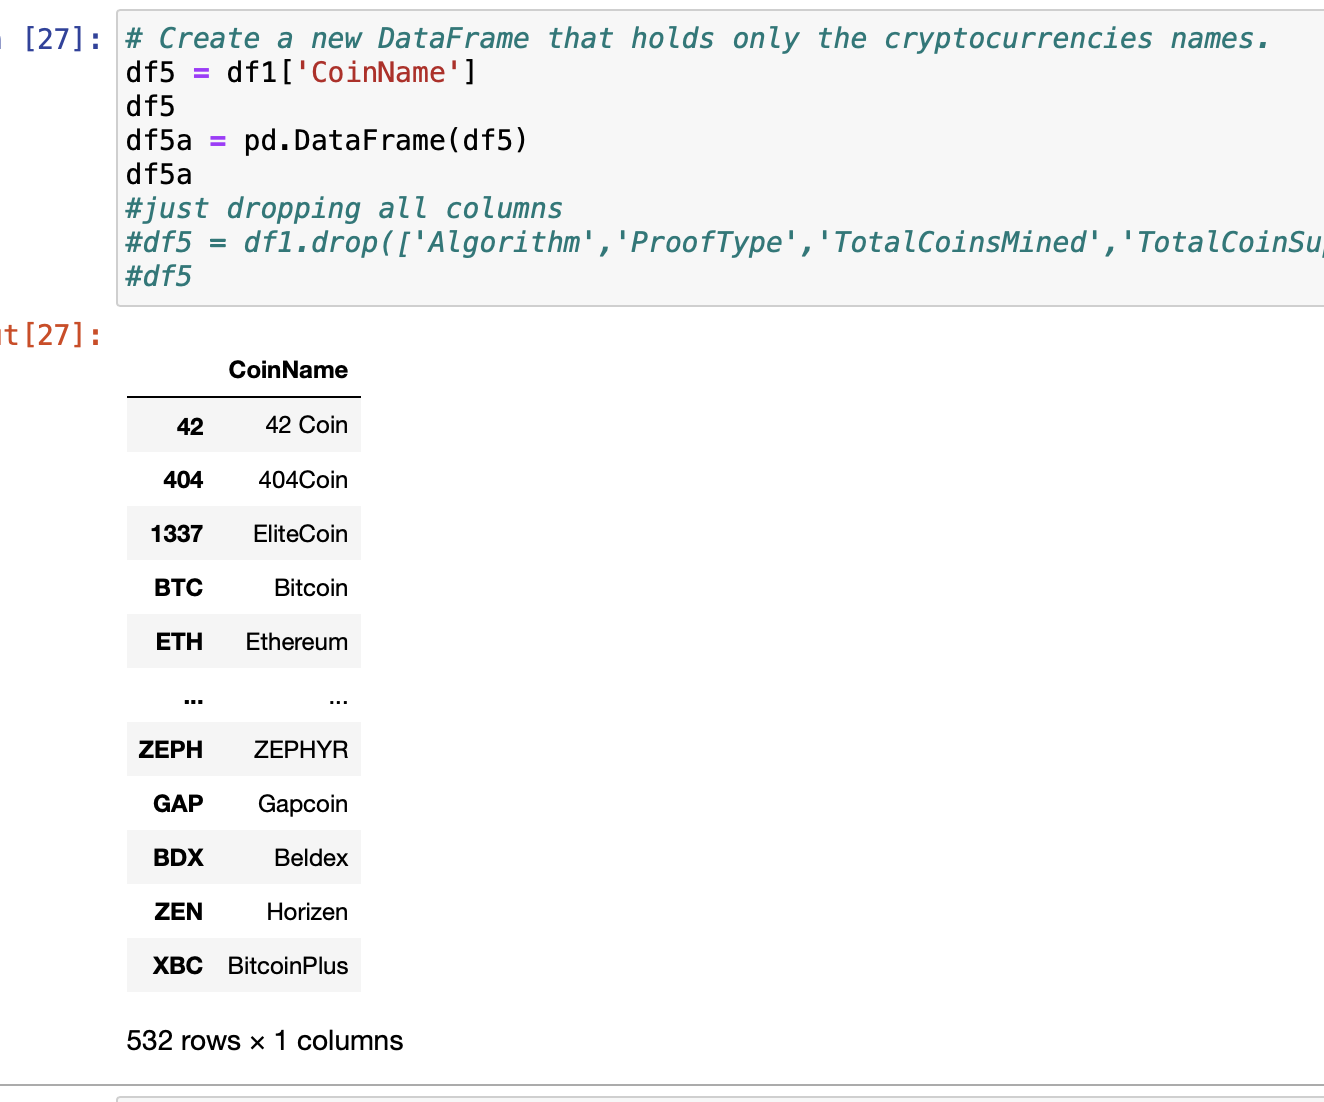 [27]:
# Create a new DataFrame that holds only the cryptocurrencies names.
df5 = df1['CoinName']
df5
df5a = pd.DataFrame(df5)
df5a
#just dropping all columns
#df5 = df1.drop(['Algorithm','ProofType','TotalCoinsMined','TotalCoinSu
#df5
t[27]:
CoinName
42 42 Coin
404 404Coin
1337 EliteCoin
BTC Bitcoin
ETH Ethereum
... ...
ZEPH ZEPHYR
GAP Gapcoin
BDX Beldex
ZEN Horizen
XBC BitcoinPlus
532 rows × 1 columns